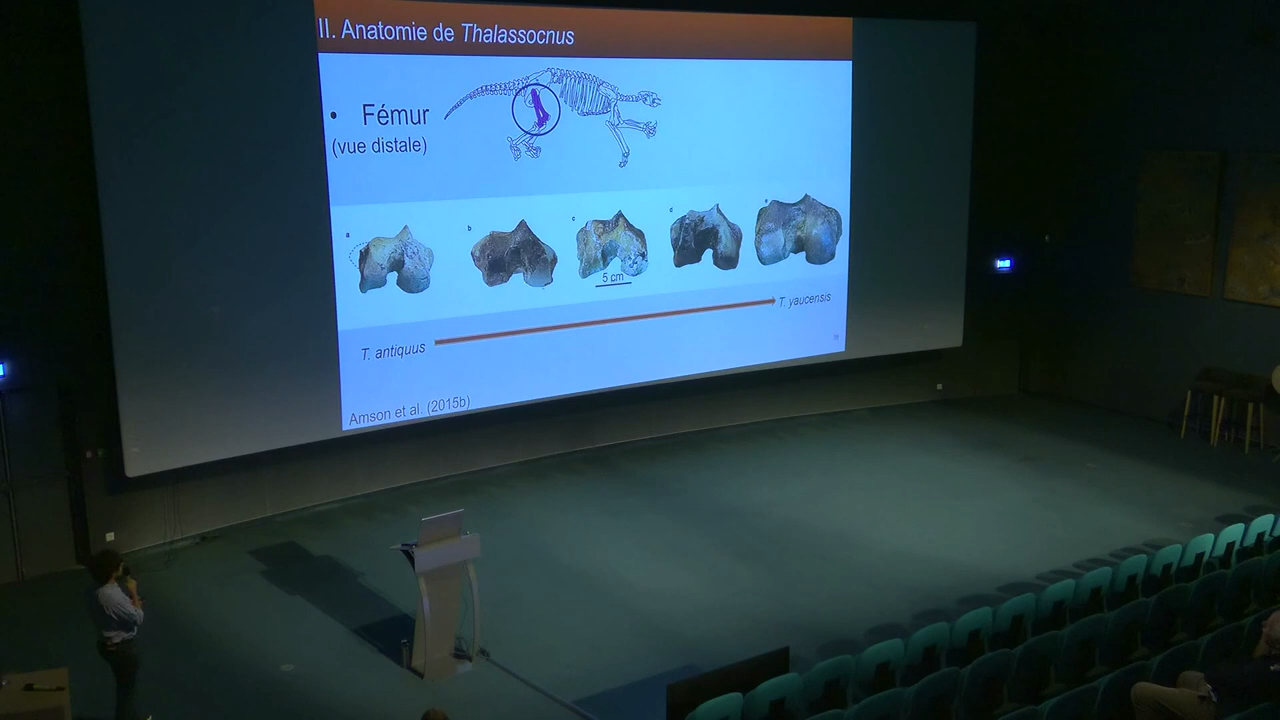 II. Anatomie de Thalassocnus
• Fémur
(vue distale)
a
b
c
d
e
5 cm
T. yaucensis
T. antiquus
Amson et al. (2015b)